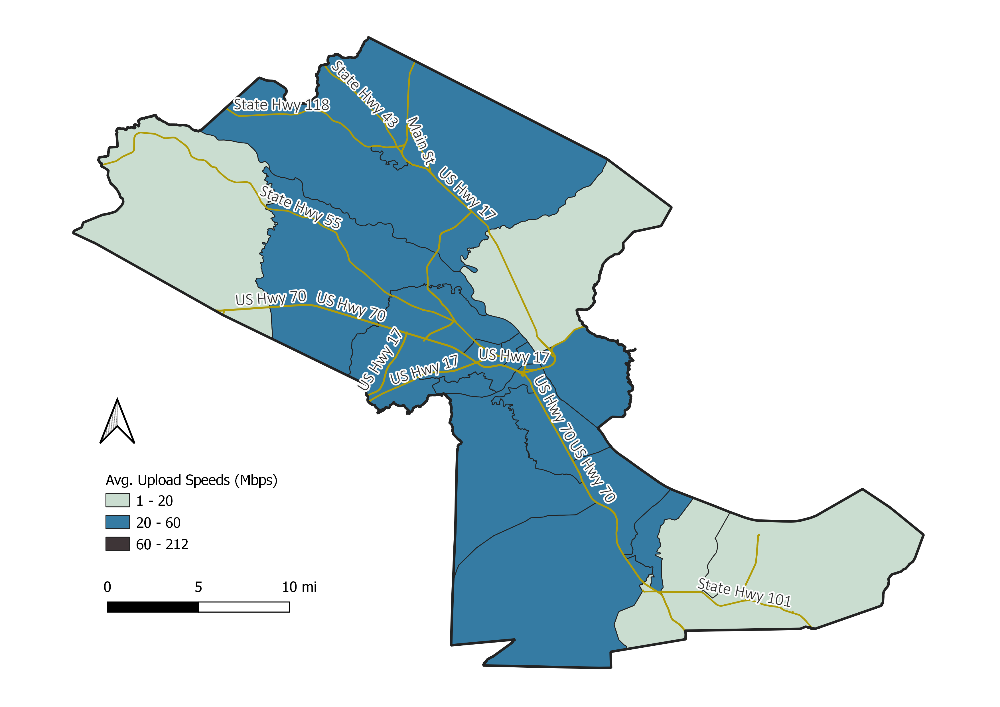 State Hwy 43
State Hwy 118
Main St
US Hwy 17
State Hwy 55
US Hwy 70
US Hwy 70
US Hwy 17
US Hwy 17
US Hwy 17
US Hwy 70
US Hwy 70
Avg. Upload Speeds (Mbps)
1 - 20
20 - 60
60 - 212
0 5 10 mi
State Hwy 101